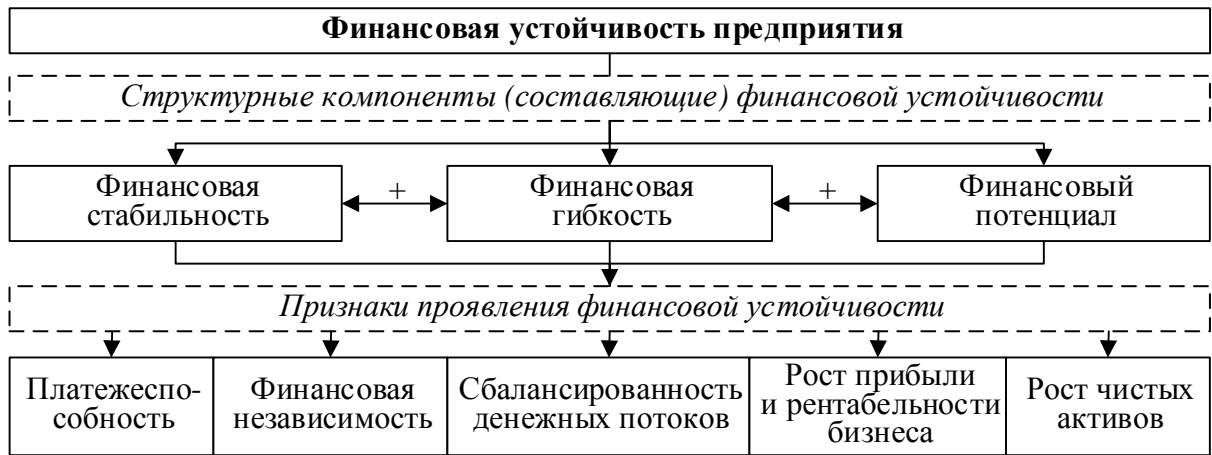 Финансовая устойчивость предприятия
Структурные компоненты (составляющие) финансовой устойчивости
Финансовая
стабильность
+
Финансовая
гибкость
+
Финансовый
потенциал
Признаки проявления финансовой устойчивости
Платежеспо-
собность
Финансовая
независимость
Сбалансированность
денежных потоков
Рост прибыли
и рентабельности
бизнеса
Рост чистых
активов